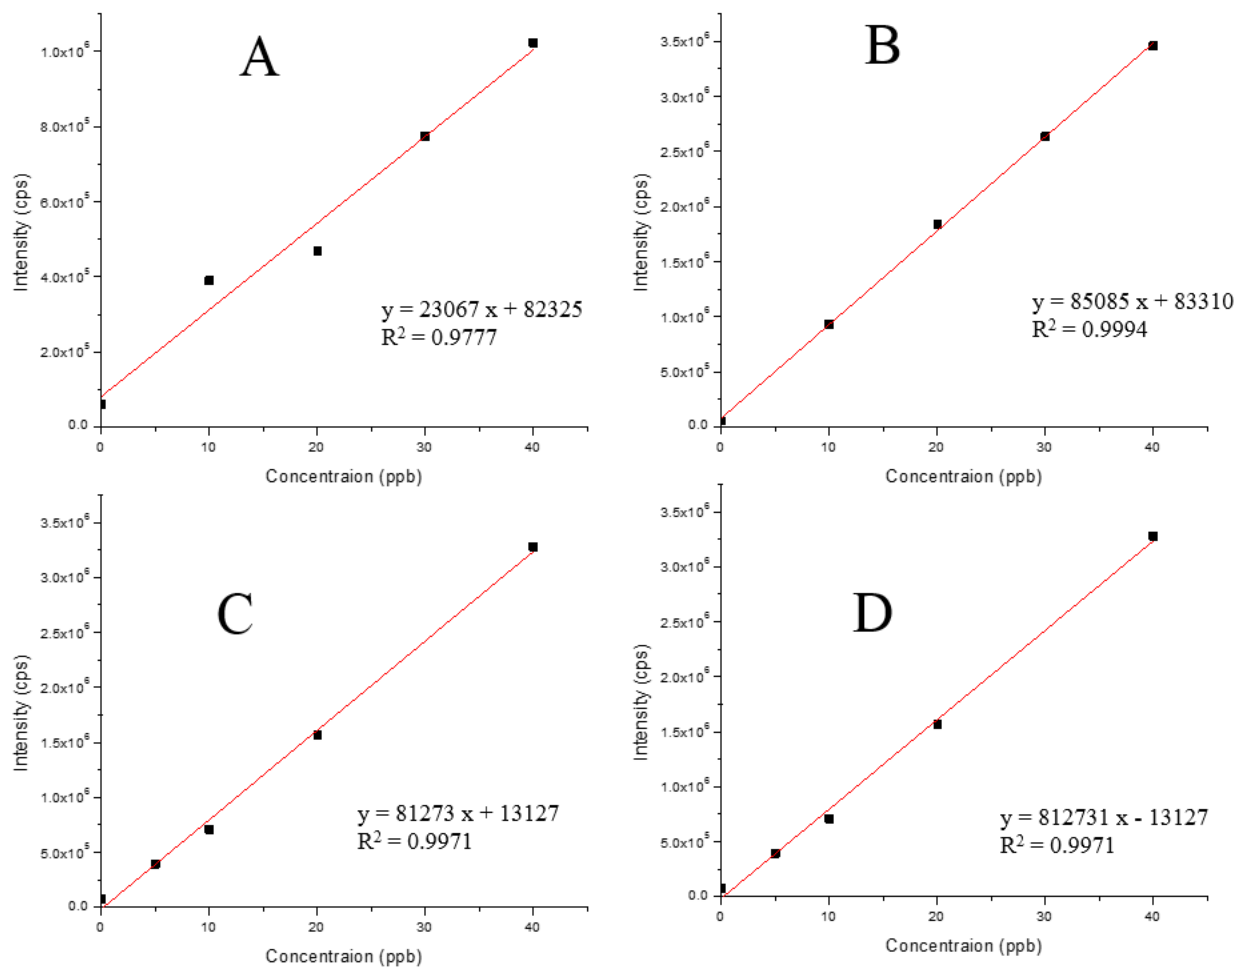 A
1.0x10⁶
8.0x10⁵
6.0x10⁵
4.0x10⁵
2.0x10⁵
0.0
Intensity (cps)
y = 23067 x + 82325
R² = 0.9777
0 10 20 30 40
Concentraion (ppb)
B
3.5x10⁶
3.0x10⁶
2.5x10⁶
2.0x10⁶
1.5x10⁶
1.0x10⁶
5.0x10⁵
0.0
Intensity (cps)
y = 85085 x + 83310
R² = 0.9994
0 10 20 30 40
Concentraion (ppb)
C
3.5x10⁶
3.0x10⁶
2.5x10⁶
2.0x10⁶
1.5x10⁶
1.0x10⁶
5.0x10⁵
0.0
Intensity (cps)
y = 81273 x + 13127
R² = 0.9971
0 10 20 30 40
Concentraion (ppb)
D
3.5x10⁶
3.0x10⁶
2.5x10⁶
2.0x10⁶
1.5x10⁶
1.0x10⁶
5.0x10⁵
0.0
Intensity (cps)
y = 812731 x - 13127
R² = 0.9971
0 10 20 30 40
Concentraion (ppb)